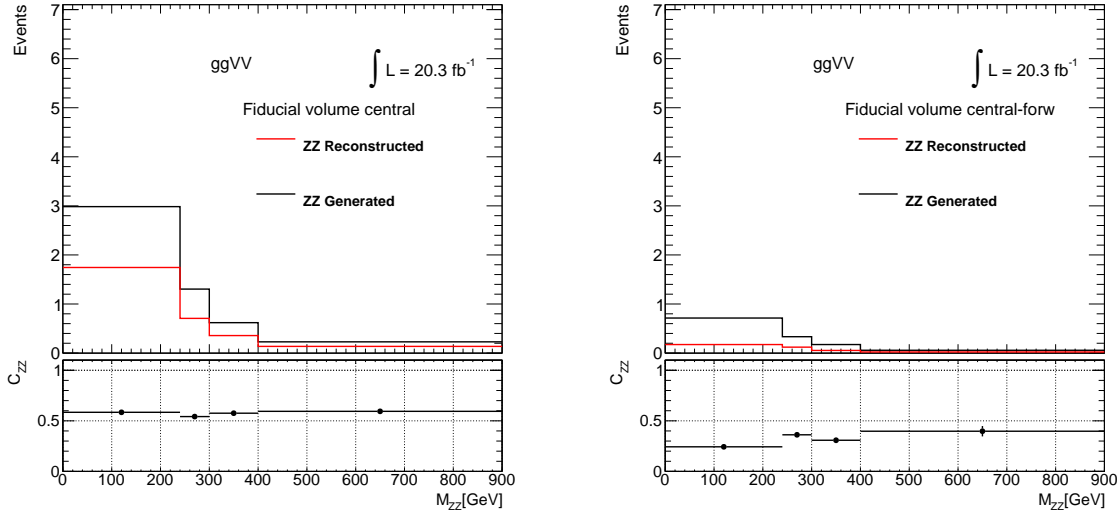 Events
7
6
5
4
3
2
1
0
ggVV
∫ L = 20.3 fb⁻¹
Fiducial volume central
ZZ Reconstructed
ZZ Generated
C_ZZ
1
0.5
0
0 100 200 300 400 500 600 700 800 900
M_ZZ[GeV]
Events
7
6
5
4
3
2
1
0
ggVV
∫ L = 20.3 fb⁻¹
Fiducial volume central-forw
ZZ Reconstructed
ZZ Generated
C_ZZ
1
0.5
0
0 100 200 300 400 500 600 700 800 900
M_ZZ[GeV]